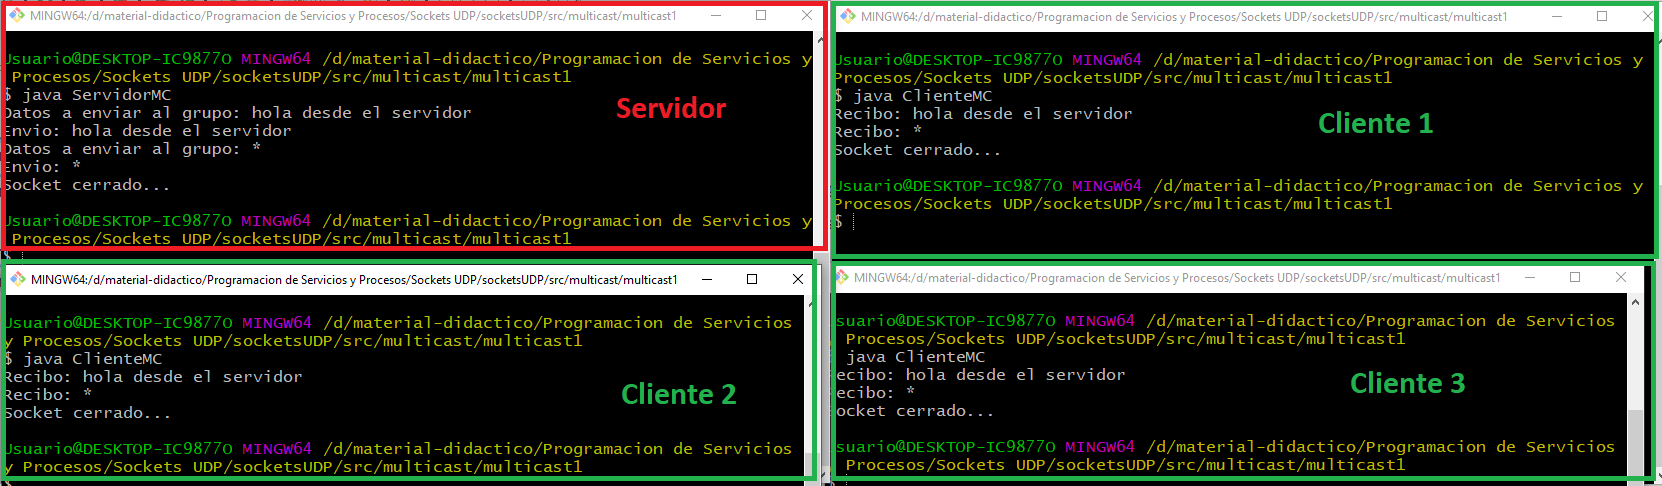 MINGW64:/d/material-didactico/Programacion de Servicios y Procesos/Sockets UDP/socketsUDP/src/multicast/multicast1
Usuario@DESKTOP-IC9877O MINGW64 /d/material-didactico/Programacion de Servicios y
Procesos/Sockets UDP/socketsUDP/src/multicast/multicast1
$ java ServidorMC
Datos a enviar al grupo: hola desde el servidor
Envio: hola desde el servidor
Datos a enviar al grupo: *
Envio: *
Socket cerrado...
Usuario@DESKTOP-IC9877O MINGW64 /d/material-didactico/Programacion de Servicios y
Procesos/Sockets UDP/socketsUDP/src/multicast/multicast1
$
Servidor
MINGW64:/d/material-didactico/Programacion de Servicios y Procesos/Sockets UDP/socketsUDP/src/multicast/multicast1
Usuario@DESKTOP-IC9877O MINGW64 /d/material-didactico/Programacion de Servicios y
Procesos/Sockets UDP/socketsUDP/src/multicast/multicast1
$ java ClienteMC
Recibo: hola desde el servidor
Recibo: *
Socket cerrado...
Usuario@DESKTOP-IC9877O MINGW64 /d/material-didactico/Programacion de Servicios y
Procesos/Sockets UDP/socketsUDP/src/multicast/multicast1
$
Cliente 1
MINGW64:/d/material-didactico/Programacion de Servicios y Procesos/Sockets UDP/socketsUDP/src/multicast/multicast1
Usuario@DESKTOP-IC9877O MINGW64 /d/material-didactico/Programacion de Servicios
y Procesos/Sockets UDP/socketsUDP/src/multicast/multicast1
$ java ClienteMC
Recibo: hola desde el servidor
Recibo: *
Socket cerrado...
Usuario@DESKTOP-IC9877O MINGW64 /d/material-didactico/Programacion de Servicios
y Procesos/Sockets UDP/socketsUDP/src/multicast/multicast1
Cliente 2
MINGW64:/d/material-didactico/Programacion de Servicios y Procesos/Sockets UDP/socketsUDP/src/multicast/multicast1
suario@DESKTOP-IC9877O MINGW64 /d/material-didactico/Programacion de Servicios
Procesos/Sockets UDP/socketsUDP/src/multicast/multicast1
java ClienteMC
ecibo: hola desde el servidor
ecibo: *
ocket cerrado...
suario@DESKTOP-IC9877O MINGW64 /d/material-didactico/Programacion de Servicios
Procesos/Sockets UDP/socketsUDP/src/multicast/multicast1
Cliente 3